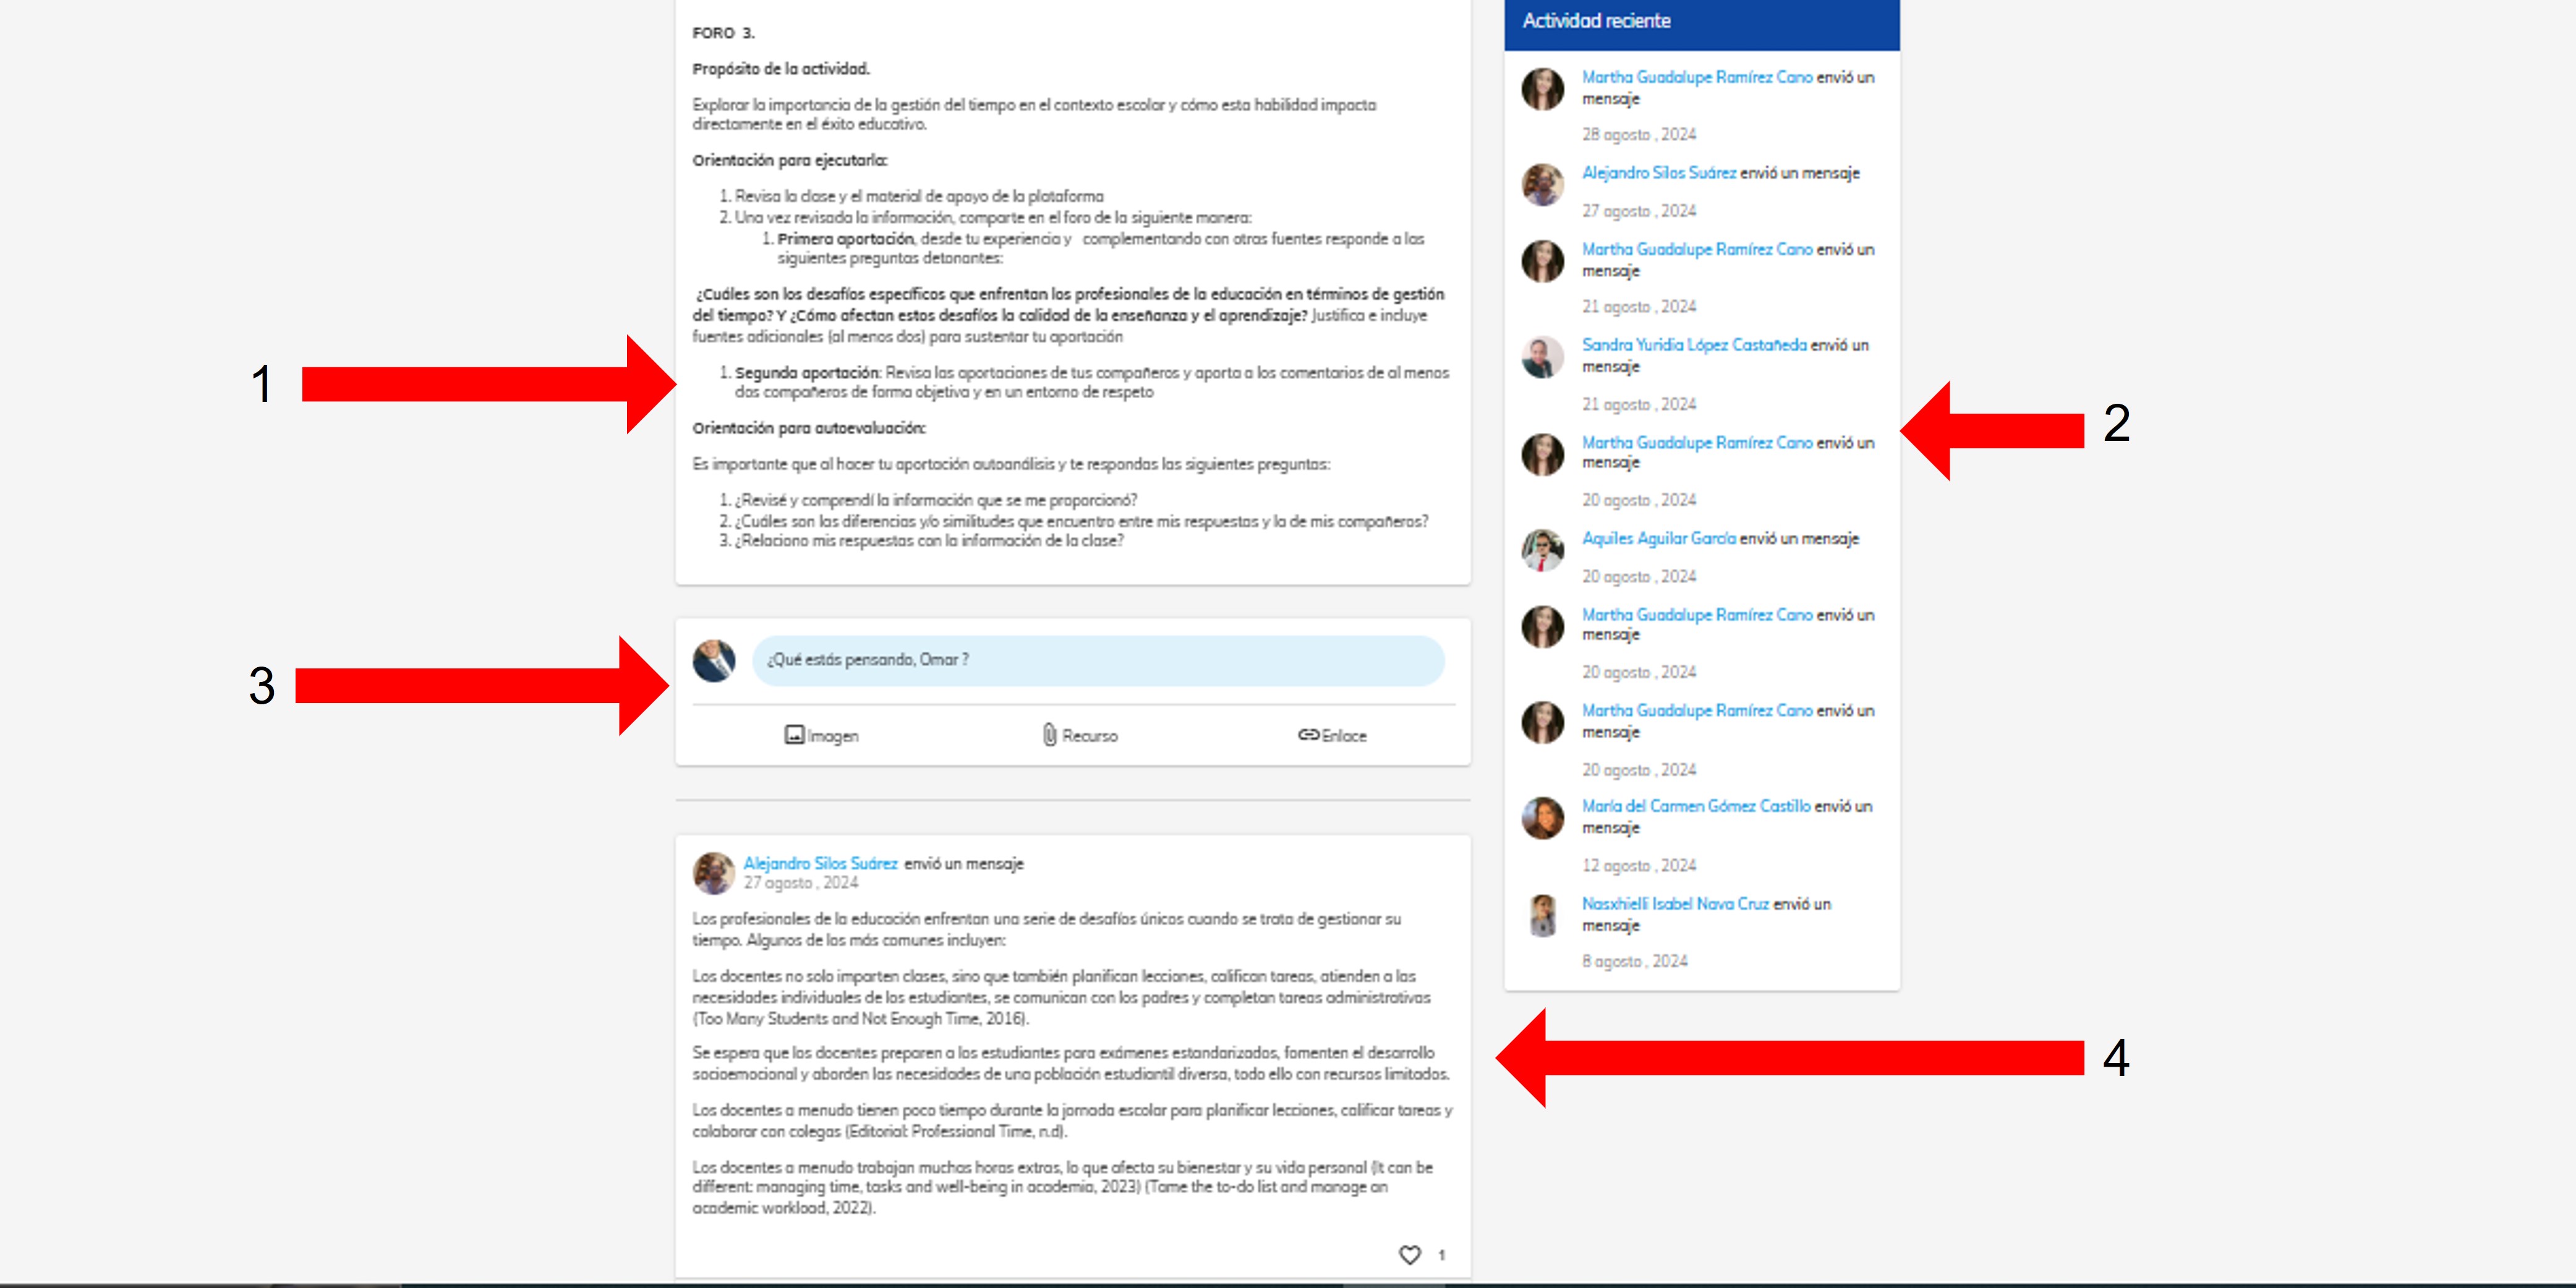 FORO 3.
Propósito de la actividad.
Explorar la importancia de la gestión del tiempo en el contexto escolar y cómo esta habilidad impacta
directamente en el éxito educativo.
Orientación para ejecutarla:
1. Revisa la clase y el material de apoyo de la plataforma
2. Una vez revisada la información, comparte en el foro de la siguiente manera:
1. Primera aportación, desde tu experiencia y complementando con otras fuentes responde a las
siguientes preguntas detonantes:
¿Cuáles son los desafíos específicos que enfrentan los profesionales de la educación en términos de gestión
del tiempo? Y ¿Cómo afectan estos desafíos la calidad de la enseñanza y el aprendizaje? Justifica e incluye
fuentes adicionales (al menos dos) para sustentar tu aportación
1. Segunda aportación: Revisa las aportaciones de tus compañeros y aporta a los comentarios de al menos
dos compañeros de forma objetiva y en un entorno de respeto
Orientación para autoevaluación:
Es importante que al hacer tu aportación autoanálisis y te respondas las siguientes preguntas:
1. ¿Revisé y comprendí la información que se me proporcionó?
2. ¿Cuáles son las diferencias y/o similitudes que encuentro entre mis respuestas y la de mis compañeros?
3. ¿Relaciono mis respuestas con la información de la clase?
1
3
¿Qué estás pensando, Omar ?
Imagen
Recurso
Enlace
Alejandro Silos Suárez envió un mensaje
27 agosto , 2024
Los profesionales de la educación enfrentan una serie de desafíos únicos cuando se trata de gestionar su
tiempo. Algunos de los más comunes incluyen:
Los docentes no solo imparten clases, sino que también planifican lecciones, califican tareas, atienden a las
necesidades individuales de los estudiantes, se comunican con los padres y completan tareas administrativas
(Too Many Students and Not Enough Time, 2016).
Se espera que los docentes preparen a los estudiantes para exámenes estandarizados, fomenten el desarrollo
socioemocional y aborden las necesidades de una población estudiantil diversa, todo ello con recursos limitados.
Los docentes a menudo tienen poco tiempo durante la jornada escolar para planificar lecciones, calificar tareas y
colaborar con colegas (Editorial: Professional Time, n.d).
Los docentes a menudo trabajan muchas horas extras, lo que afecta su bienestar y su vida personal (It can be
different: managing time, tasks and well-being in academia, 2023) (Tame the to-do list and manage an
academic workload, 2022).
1
Actividad reciente
Martha Guadalupe Ramírez Cano envió un
mensaje
28 agosto , 2024
Alejandro Silos Suárez envió un mensaje
27 agosto , 2024
Martha Guadalupe Ramírez Cano envió un
mensaje
21 agosto , 2024
Sandra Yuridia López Castañeda envió un
mensaje
21 agosto , 2024
Martha Guadalupe Ramírez Cano envió un
mensaje
20 agosto , 2024
Aquiles Aguilar García envió un mensaje
20 agosto , 2024
Martha Guadalupe Ramírez Cano envió un
mensaje
20 agosto , 2024
Martha Guadalupe Ramírez Cano envió un
mensaje
20 agosto , 2024
María del Carmen Gómez Castillo envió un
mensaje
12 agosto , 2024
Nasxhielli Isabel Nava Cruz envió un
mensaje
8 agosto , 2024
2
4